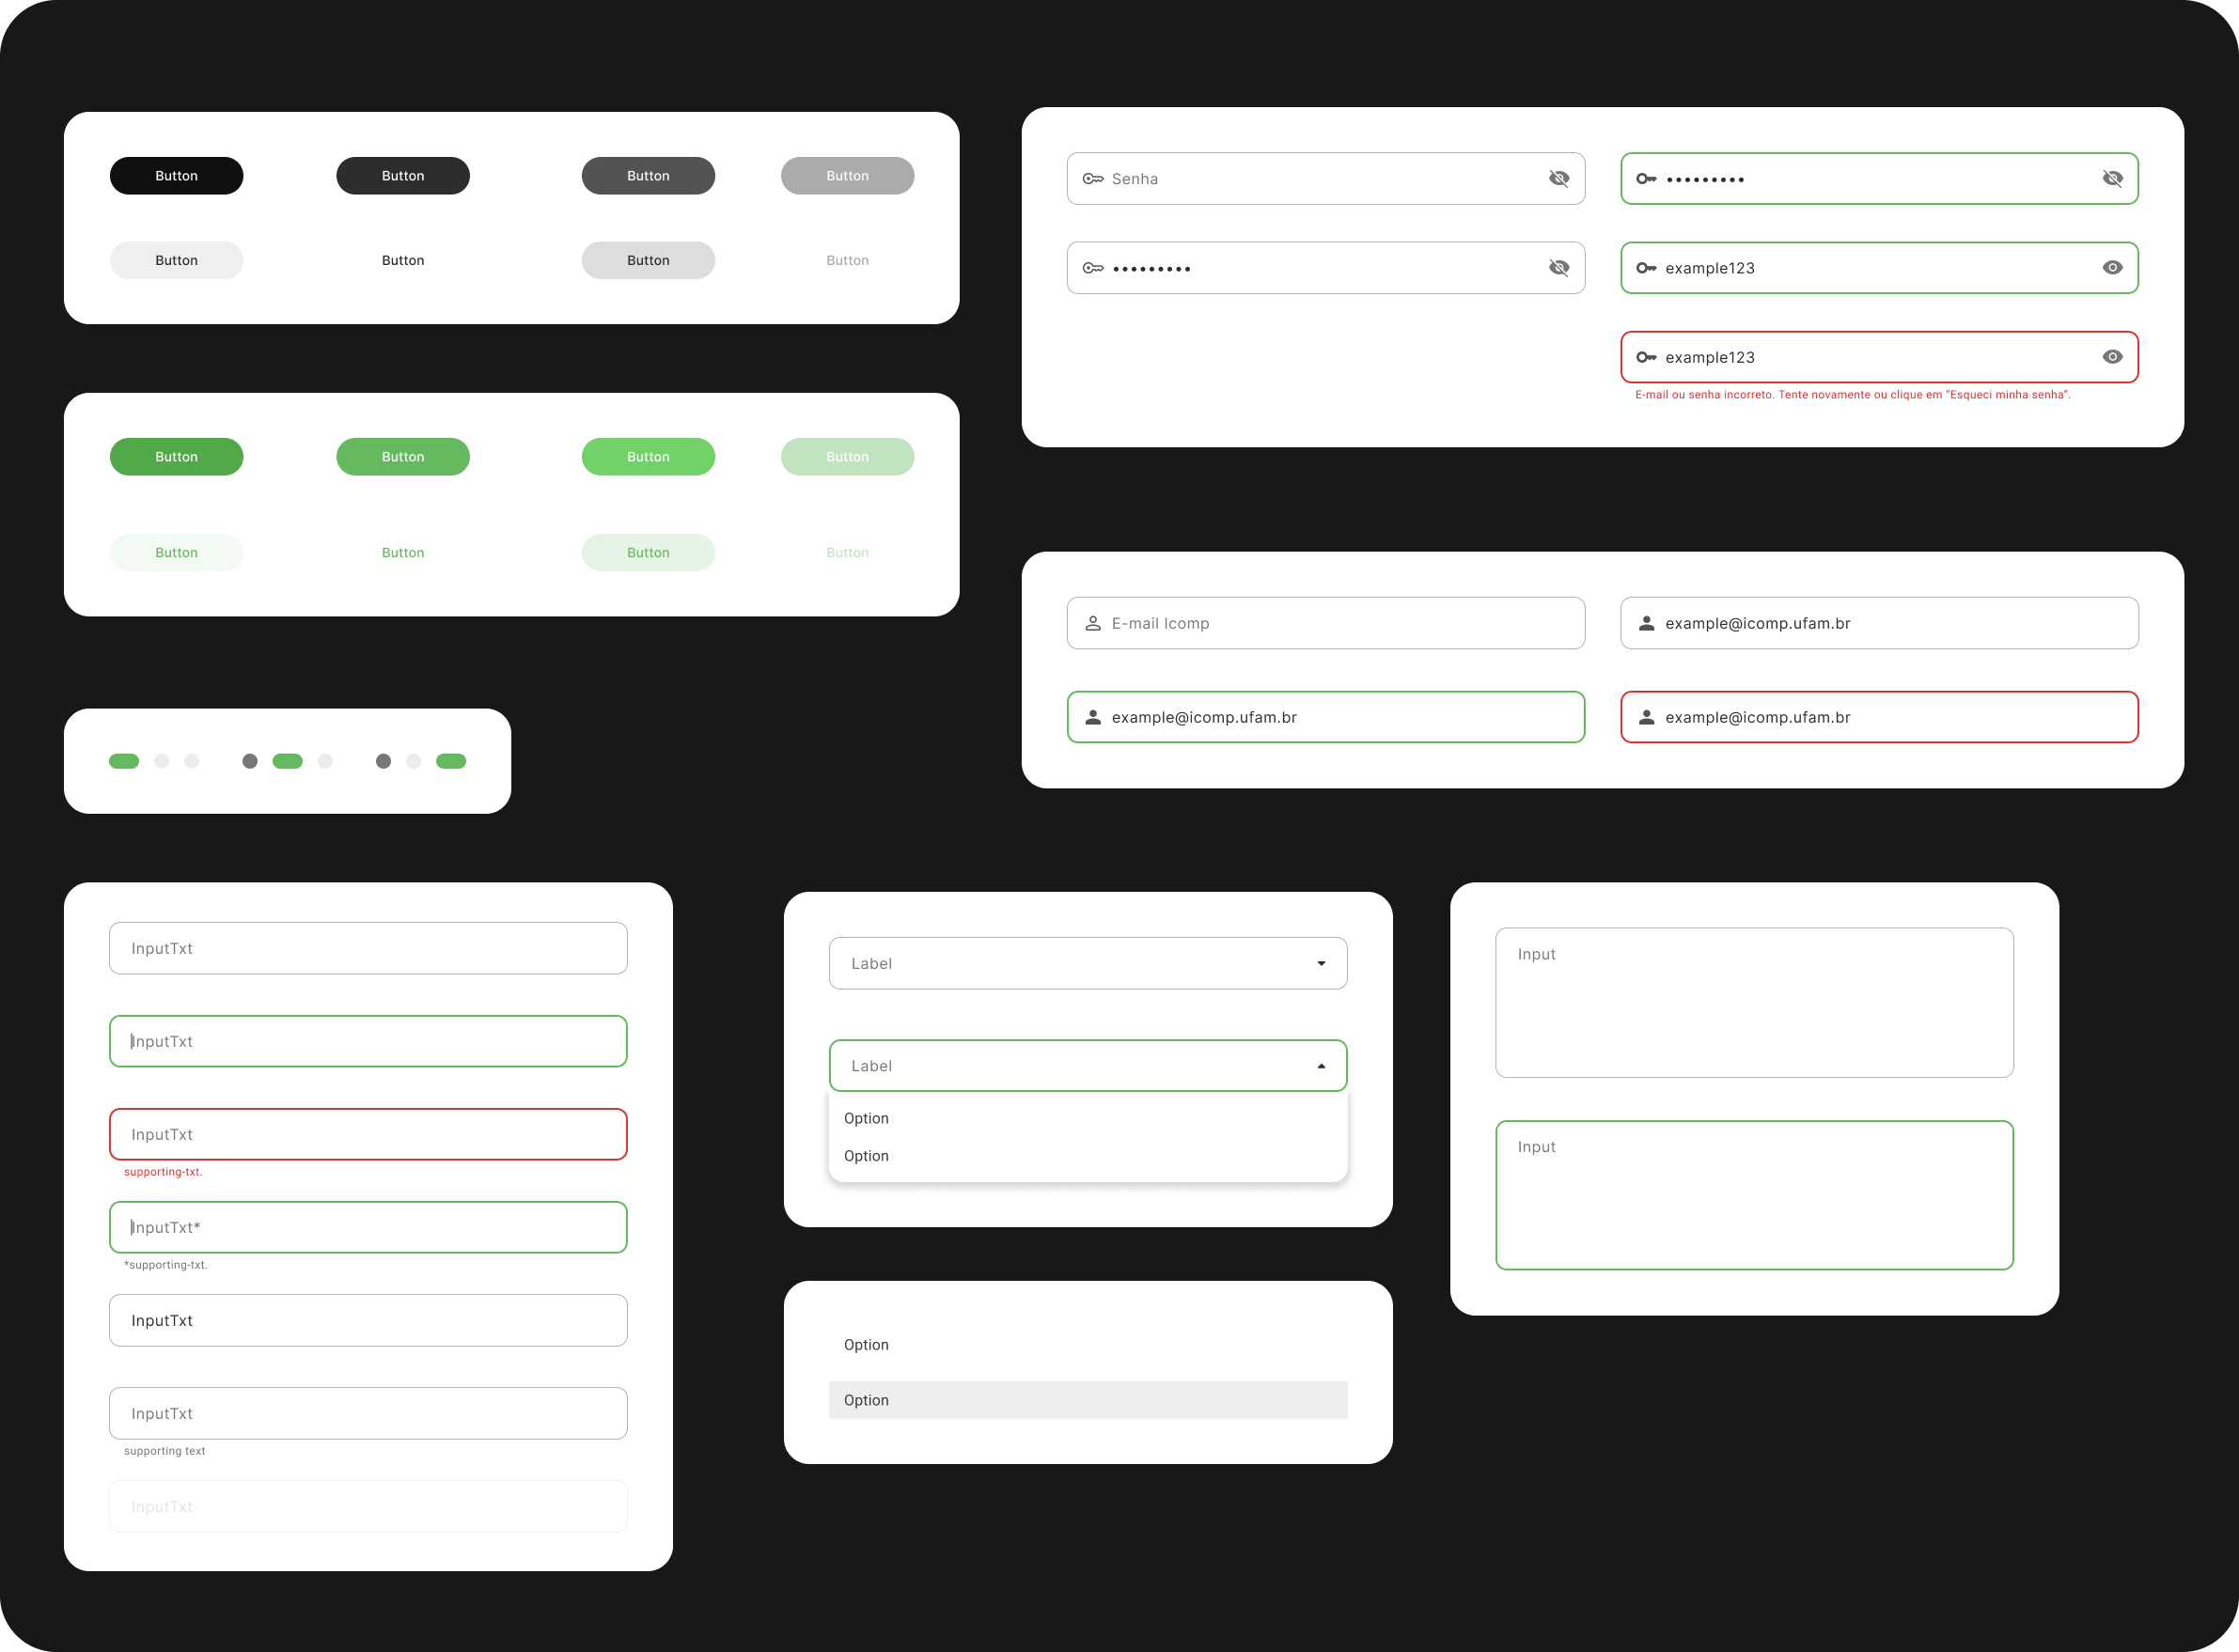 Button Button Button Button
Button Button Button Button
Button Button Button Button
Button Button Button Button
Senha
•••••••••
•••••••••
example123
example123
E-mail ou senha incorreto. Tente novamente ou clique em "Esqueci minha senha".
E-mail Icomp
example@icomp.ufam.br
example@icomp.ufam.br
example@icomp.ufam.br
InputTxt
InputTxt
InputTxt
supporting-txt.
InputTxt*
*supporting-txt.
InputTxt
InputTxt
supporting text
InputTxt
Label
Label
Option
Option
Option
Option
Input
Input